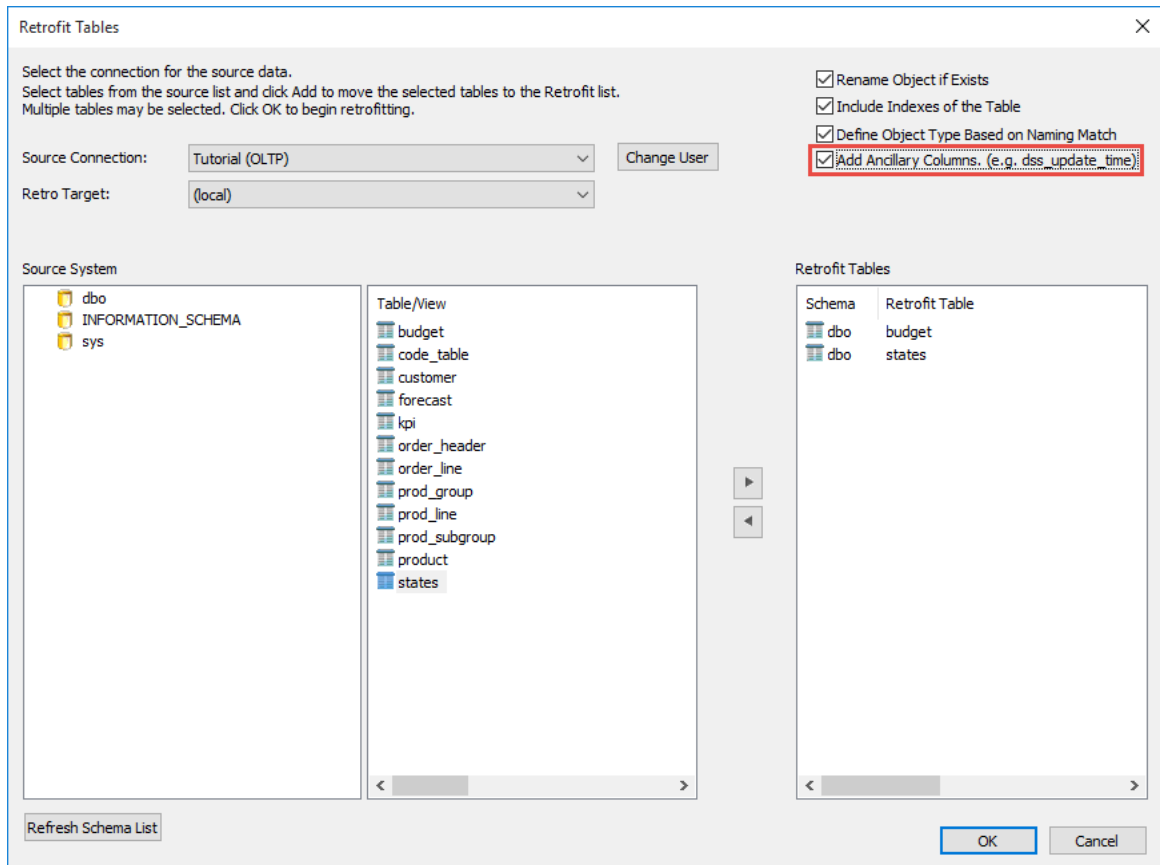 Retrofit Tables
Select the connection for the source data.
Select tables from the source list and click Add to move the selected tables to the Retrofit list.
Multiple tables may be selected. Click OK to begin retrofitting.
Rename Object if Exists
Include Indexes of the Table
Define Object Type Based on Naming Match
Add Ancillary Columns. (e.g. dss_update_time)
Source Connection:
Tutorial (OLTP)
Change User
Retro Target:
(local)
Source System
dbo
INFORMATION_SCHEMA
sys
Table/View
budget
code_table
customer
forecast
kpi
order_header
order_line
prod_group
prod_line
prod_subgroup
product
states
Retrofit Tables
Schema Retrofit Table
dbo budget
dbo states
Refresh Schema List
OK
Cancel